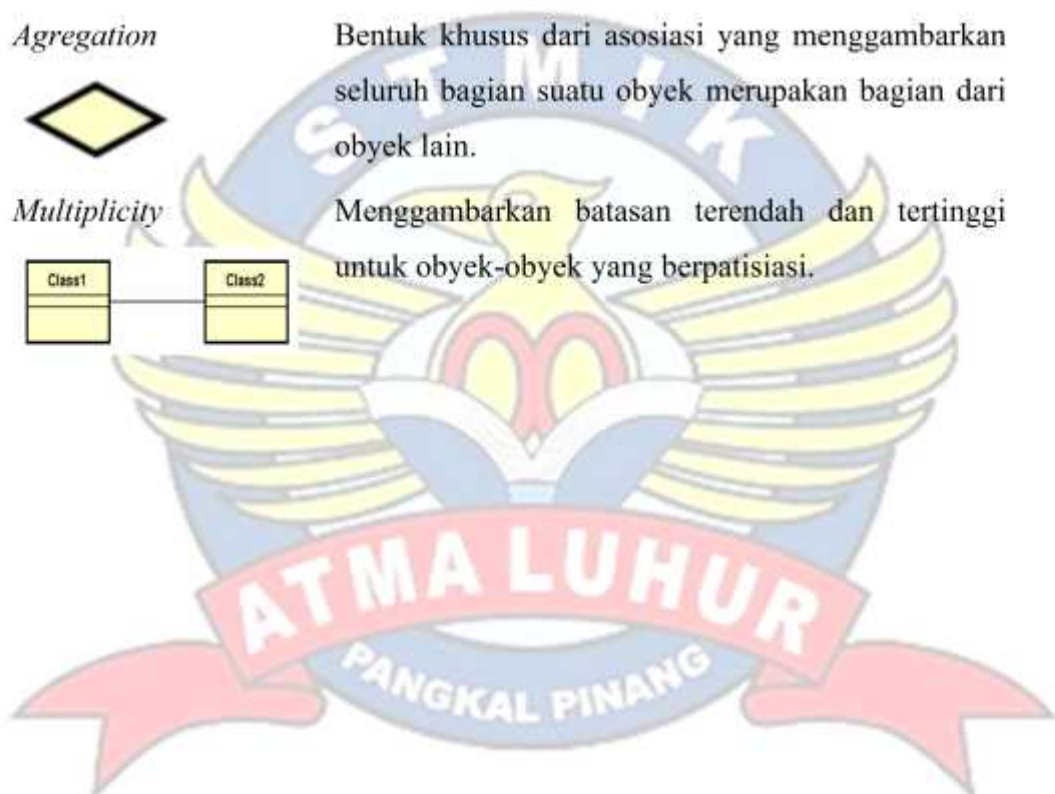 Agregation
Bentuk khusus dari asosiasi yang menggambarkan
seluruh bagian suatu obyek merupakan bagian dari
obyek lain.
Multiplicity
Menggambarkan batasan terendah dan tertinggi
untuk obyek-obyek yang berpatisiasi.
Class1
Class2
STMIK
ATMA LUHUR
PANGKAL PINANG